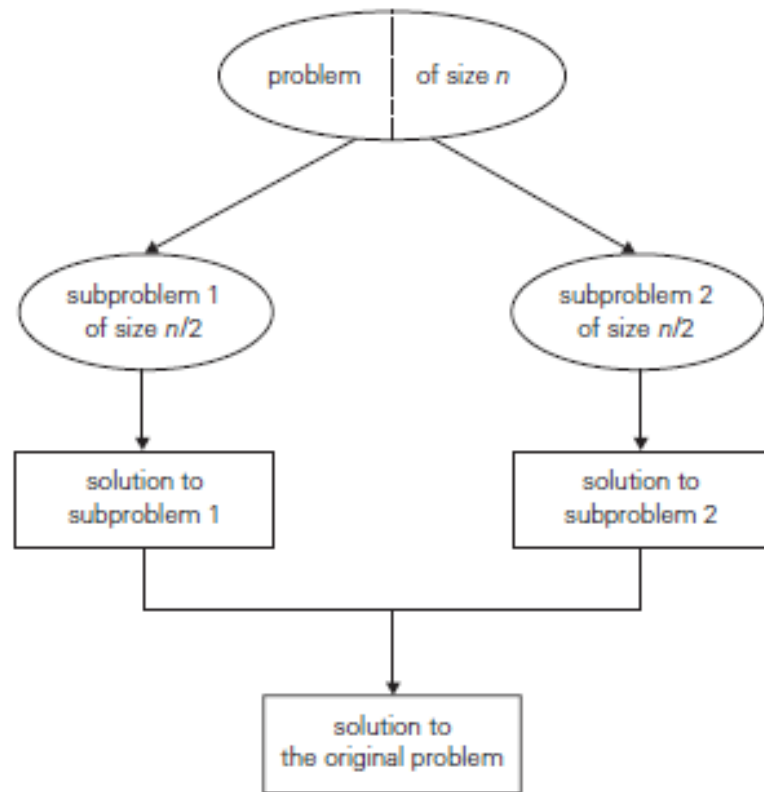 problem of size n
subproblem 1
of size n/2
subproblem 2
of size n/2
solution to
subproblem 1
solution to
subproblem 2
solution to
the original problem